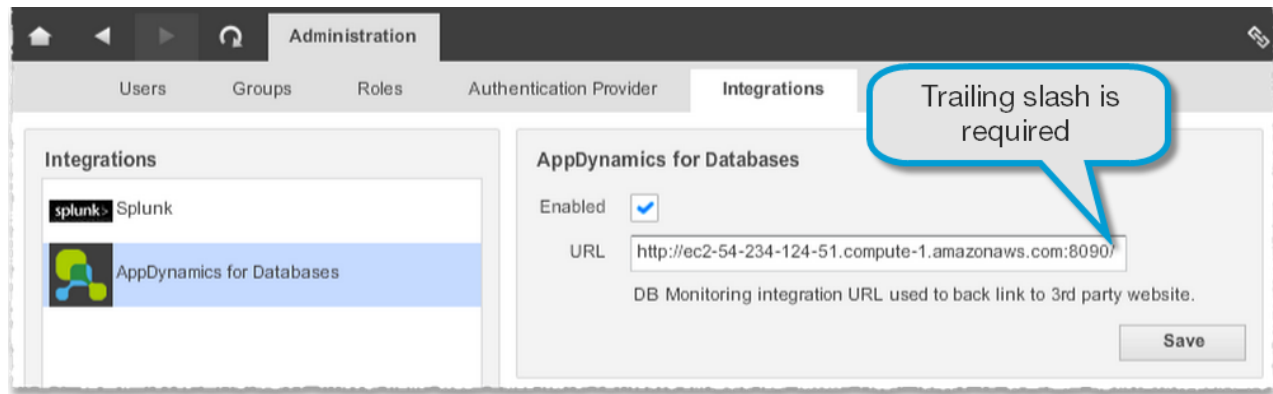 Administration
Users Groups Roles Authentication Provider Integrations
Trailing slash is
required
Integrations
splunk> Splunk
AppDynamics for Databases
AppDynamics for Databases
Enabled
URL http://ec2-54-234-124-51.compute-1.amazonaws.com:8090/
DB Monitoring integration URL used to back link to 3rd party website.
Save